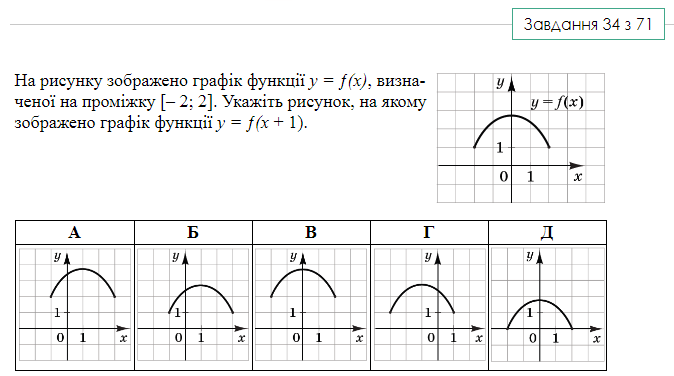 Завдання 34 з 71
На рисунку зображено графік функції y = f(x), визна-
ченої на проміжку [– 2; 2]. Укажіть рисунок, на якому
зображено графік функції y = f(x + 1).
y
y = f(x)
1
0 1 x
А Б В Г Д
y y y y y
1 1 1 1 1
0 1 x 0 1 x 0 1 x 0 1 x 0 1 x